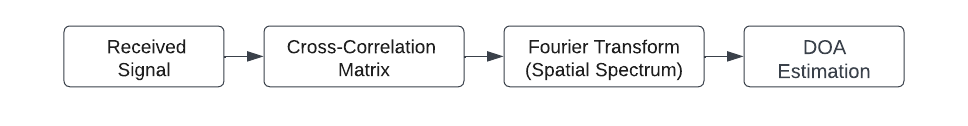 Received
Signal
Cross-Correlation
Matrix
Fourier Transform
(Spatial Spectrum)
DOA
Estimation